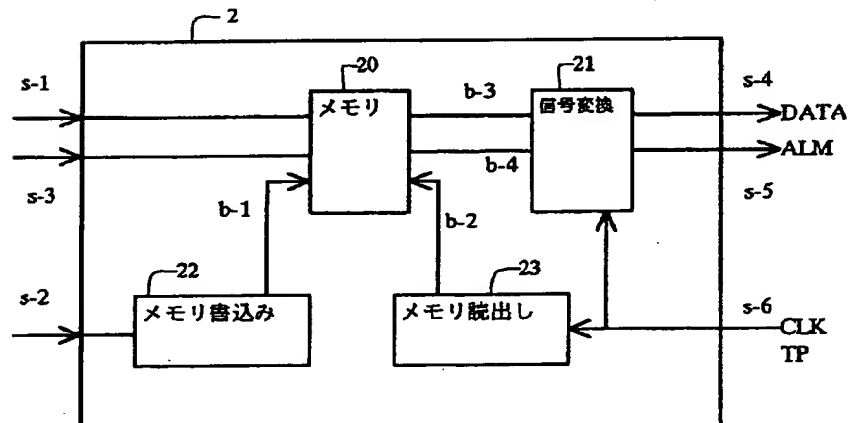 2
20
21
s-1
メモリ
b-3
信号変換
s-4
DATA
b-4
ALM
s-3
b-1
b-2
s-5
22
23
s-2
メモリ書込み
メモリ読出し
s-6
CLK
TP